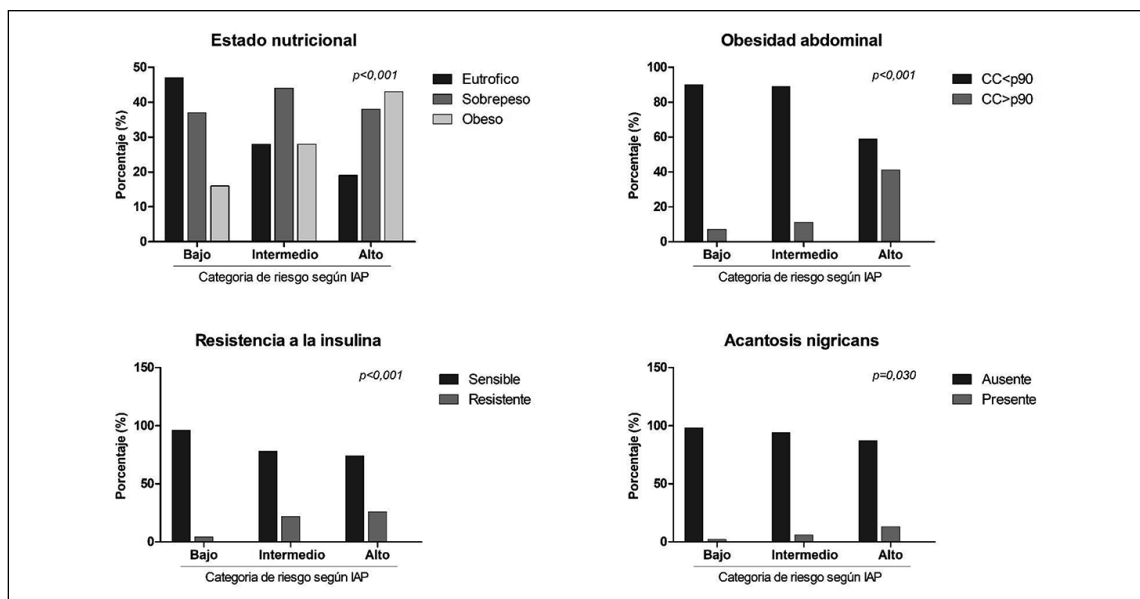 Estado nutricional
50
40
30
20
10
0
Porcentaje (%)
p<0,001
Eutrofico
Sobrepeso
Obeso
Bajo Intermedio Alto
Categoria de riesgo según IAP
Obesidad abdominal
100
80
60
40
20
0
Porcentaje (%)
p<0,001
CC<p90
CC>p90
Bajo Intermedio Alto
Categoria de riesgo según IAP
Resistencia a la insulina
150
100
50
0
Porcentaje (%)
p<0,001
Sensible
Resistente
Bajo Intermedio Alto
Categoria de riesgo según IAP
Acantosis nigricans
150
100
50
0
Porcentaje (%)
p=0,030
Ausente
Presente
Bajo Intermedio Alto
Categoria de riesgo según IAP